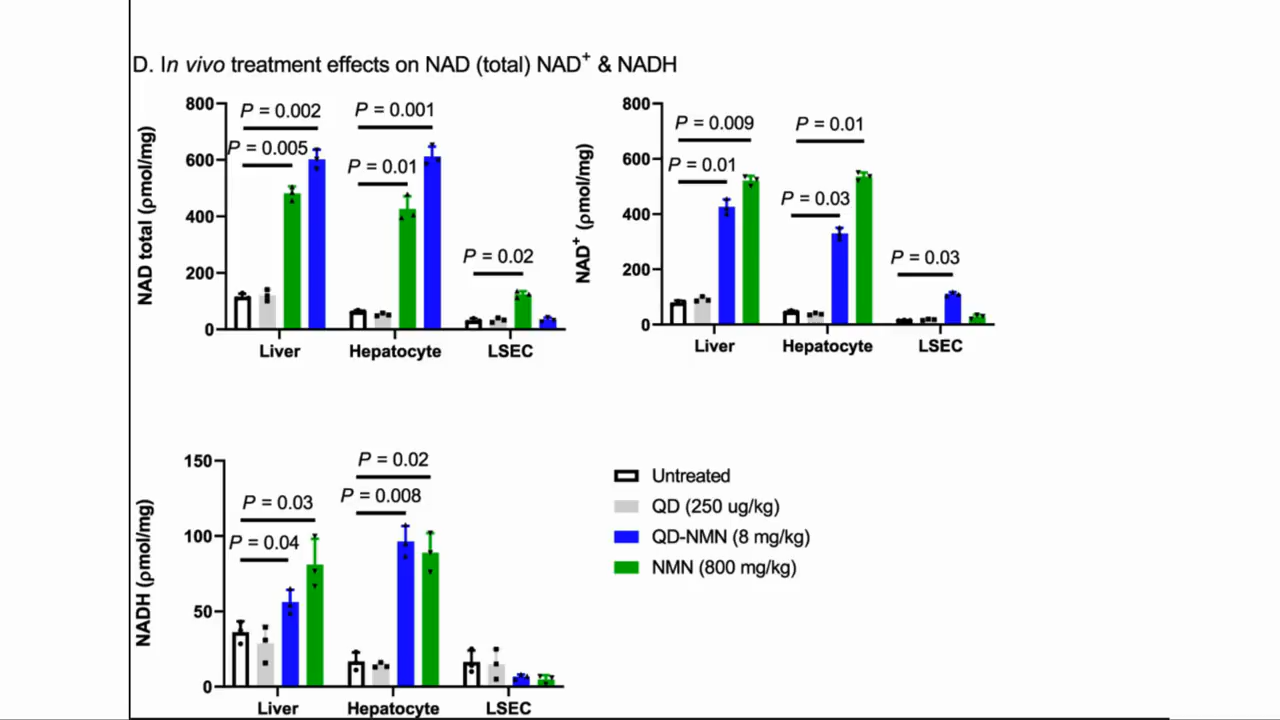 D. In vivo treatment effects on NAD (total) NAD+ & NADH
NAD total (ρmol/mg)
800
600
400
200
0
P = 0.002
P = 0.005
P = 0.001
P = 0.01
P = 0.02
Liver
Hepatocyte
LSEC
NAD+ (ρmol/mg)
800
600
400
200
0
P = 0.009
P = 0.01
P = 0.01
P = 0.03
P = 0.03
Liver
Hepatocyte
LSEC
NADH (ρmol/mg)
150
100
50
0
P = 0.03
P = 0.04
P = 0.02
P = 0.008
Liver
Hepatocyte
LSEC
Untreated
QD (250 ug/kg)
QD-NMN (8 mg/kg)
NMN (800 mg/kg)